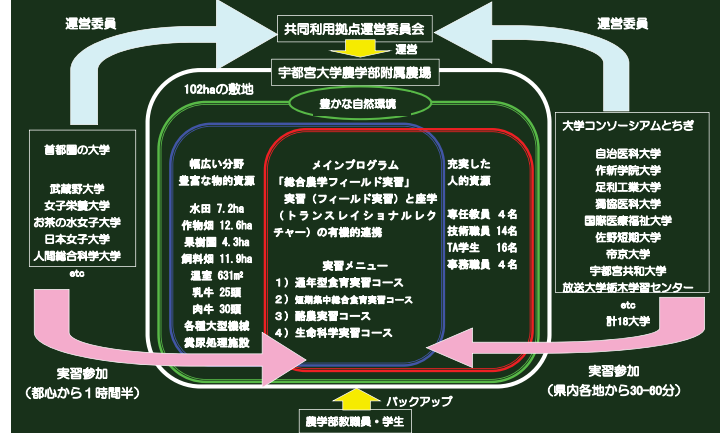 運営委員
共同利用拠点運営委員会
運営委員
運営
宇都宮大学農学部附属農場
102haの敷地
豊かな自然環境
首都圏の大学
武蔵野大学
女子栄養大学
お茶の水女子大学
日本女子大学
人間総合科学大学
etc
幅広い分野
豊富な物的資源
水田 7.2ha
作物畑 12.6ha
果樹園 4.3ha
飼料畑 11.9ha
温室 631㎡
乳牛 25頭
肉牛 30頭
各種大型機械
糞尿処理施設
メインプログラム
「総合農学フィールド実習」
実習（フィールド実習）と座学
（トランスレイショナルレク
チャー）の有機的連携
実習メニュー
1）通年型食育実習コース
2）短期集中総合食育実習コース
3）酪農実習コース
4）生命科学実習コース
充実した
人的資源
専任教員 4名
技術職員 14名
TA学生 16名
事務職員 4名
大学コンソーシアムとちぎ
自治医科大学
作新学院大学
足利工業大学
獨協医科大学
国際医療福祉大学
佐野短期大学
帝京大学
宇都宮共和大学
放送大学栃木学習センター
etc
計18大学
実習参加
（都心から1時間半）
実習参加
（県内各地から30-60分）
バックアップ
農学部教職員・学生